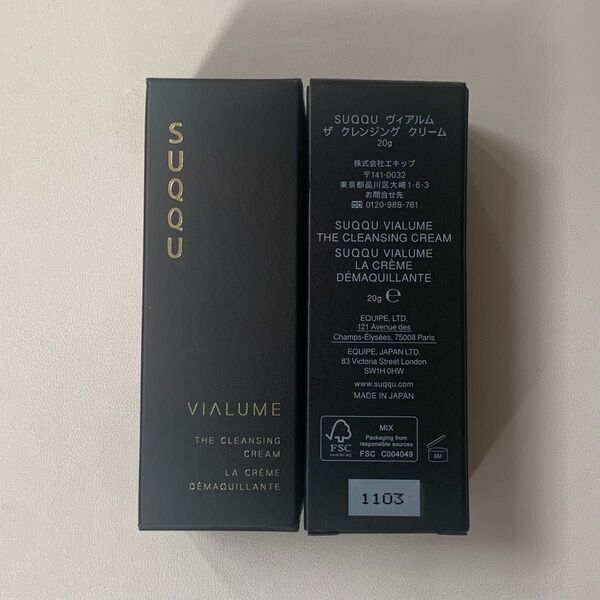 SUQQU
VIALUME
THE CLEANSING
CREAM
LA CRÈME
DÉMAQUILLANTE
SUQQU ヴィアルム
ザ クレンジング クリーム
20g
株式会社エキップ
〒141-0032
東京都品川区大崎1-6-3
お問合せ先
0120-988-761
SUQQU VIALUME
THE CLEANSING CREAM
SUQQU VIALUME
LA CRÈME
DÉMAQUILLANTE
20g ℮
EQUIPE, LTD.
121 Avenue des
Champs-Elysées, 75008 Paris
EQUIPE, JAPAN LTD.
83 Victoria Street London
SW1H 0HW
www.suqqu.com
MADE IN JAPAN
FSC
www.fsc.org
MIX
Packaging from
responsible sources
FSC C004049
6M
1103